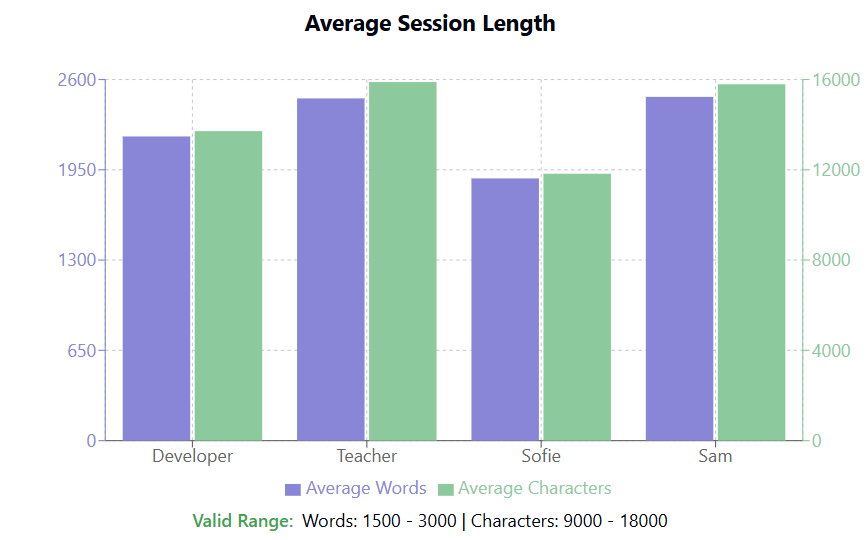 Average Session Length
2600 16000
1950 12000
1300 8000
650 4000
0 0
Developer Teacher Sofie Sam
Average Words Average Characters
Valid Range: Words: 1500 - 3000 | Characters: 9000 - 18000